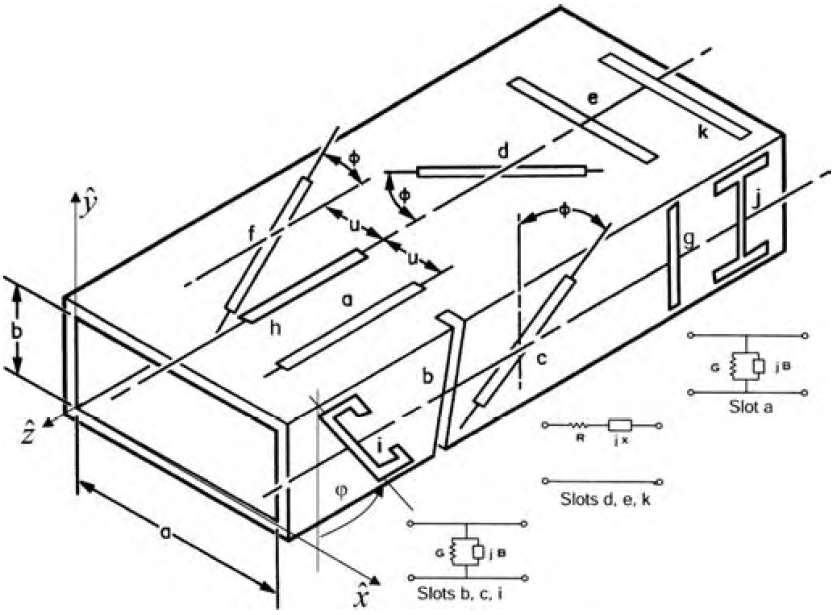 e
k
ϕ
d
ŷ
ϕ
ϕ
j
f
u
g
u
a
h
b
b
c
G
jB
Slot a
ẑ
i
R
jx
φ
Slots d, e, k
a
G
jB
x̂
Slots b, c, i